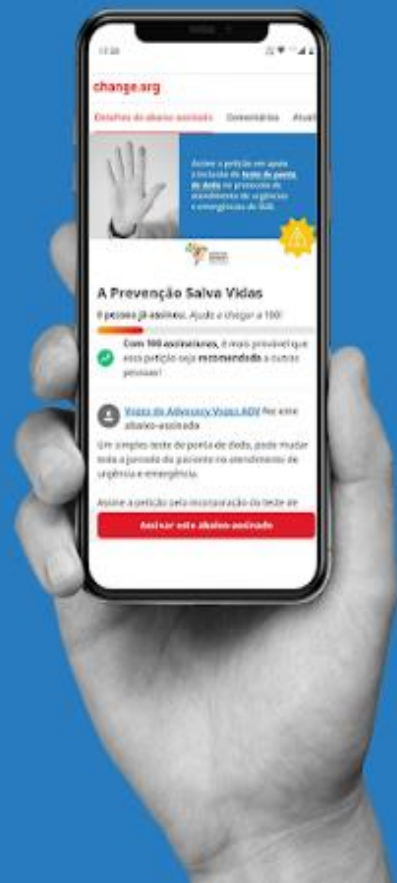 change.org
Detalhes do abaixo-assinado Comentários Atuali
Assine a petição em apoio
a inclusão do teste de ponta
de dedo no protocolo de
atendimento de urgências
e emergências do SUS.
A Prevenção Salva Vidas
pessoa já assinou. Ajude a chegar a 100!
Com 100 assinaturas, é mais provável que
essa petição seja recomendada a outras
pessoas!
Vozes do Advocacy Vozes ADV fez este
abaixo-assinado
Um simples teste de ponta de dedo, pode mudar
toda a jornada do paciente no atendimento de
urgência e emergência.
Assine a petição pela incorporação do teste de
Assinar este abaixo-assinado